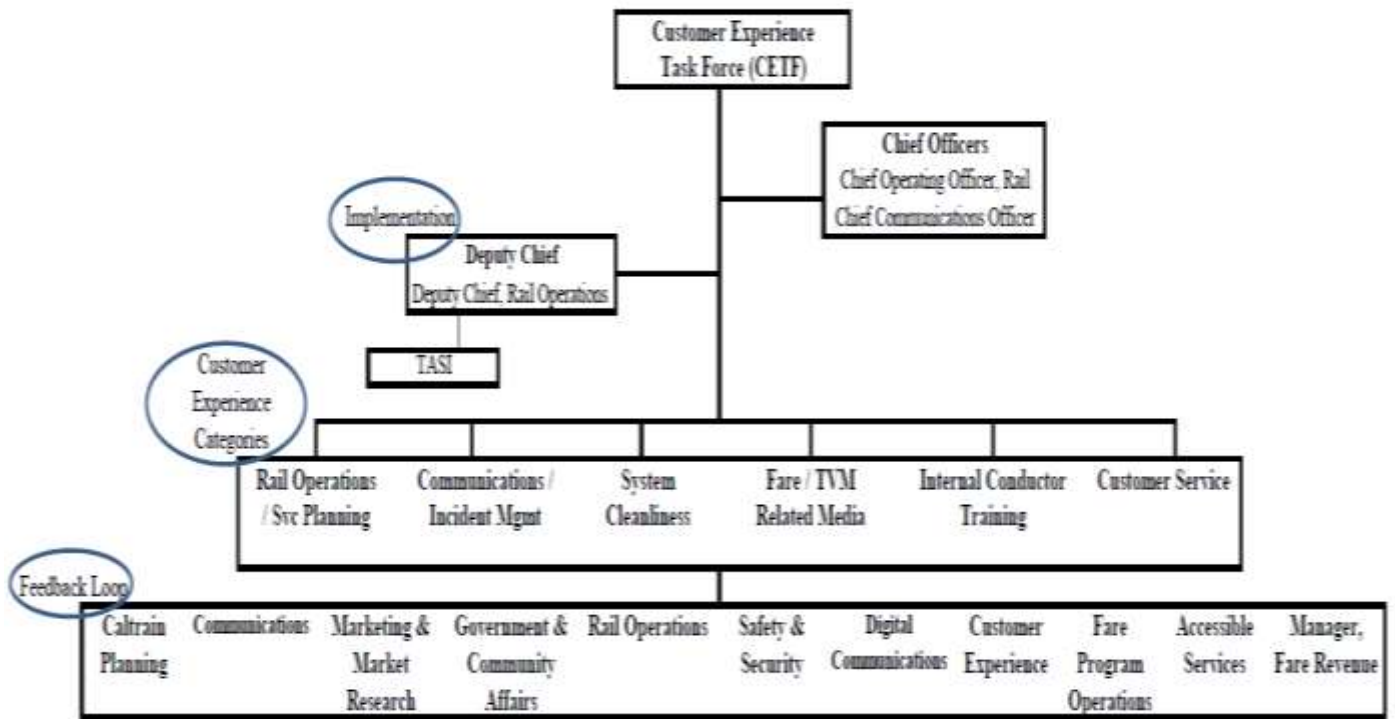 Customer Experience
Task Force (CETF)
Chief Officers
Chief Operating Officer, Rail
Chief Communications Officer
Implementation
Deputy Chief
Deputy Chief, Rail Operations
TASI
Customer
Experience
Categories
Rail Operations
/ Svc Planning
Communications /
Incident Mgmt
System
Cleanliness
Fare / TVM
Related Media
Internal Conductor
Training
Customer Service
Feedback Loop
Caltrain
Planning
Communications
Marketing &
Market
Research
Government &
Community
Affairs
Rail Operations
Safety &
Security
Digital
Communications
Customer
Experience
Fare
Program
Operations
Accessible
Services
Manager,
Fare Revenue